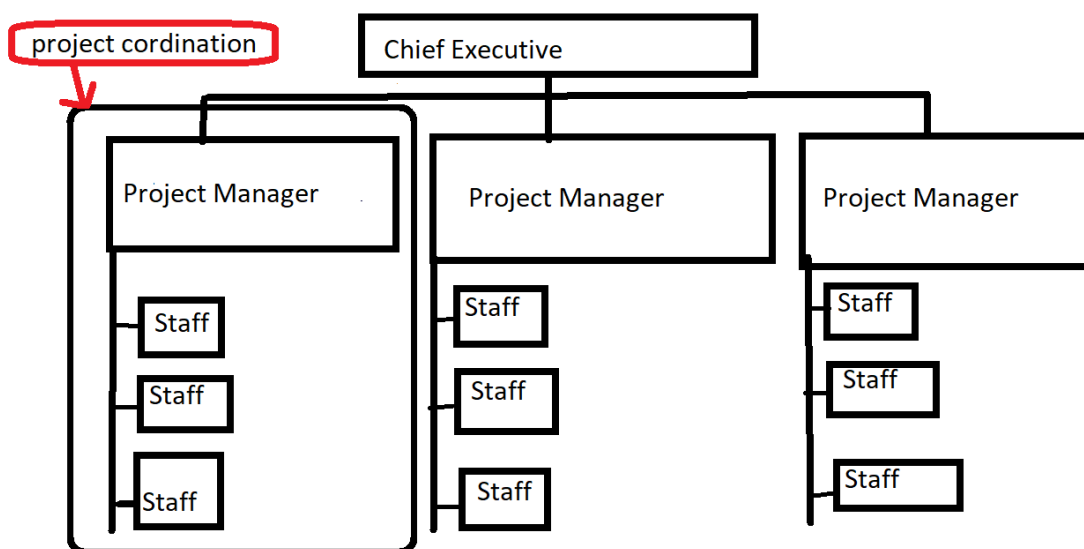 project cordination
Chief Executive
Project Manager
Project Manager
Project Manager
Staff
Staff
Staff
Staff
Staff
Staff
Staff
Staff
Staff